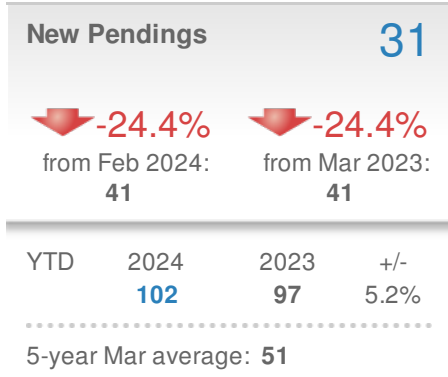 New Pendings 31
-24.4% -24.4%
from Feb 2024: from Mar 2023:
41 41
YTD 2024 2023 +/-
102 97 5.2%
5-year Mar average: 51